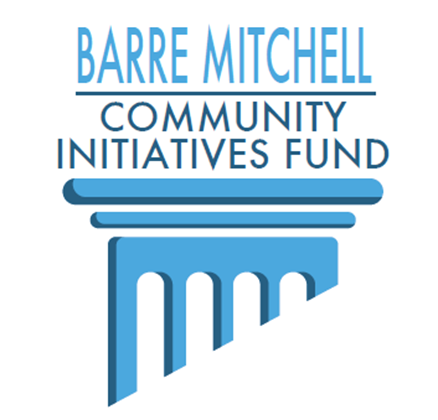 BARRE MITCHELL
COMMUNITY
INITIATIVES FUND